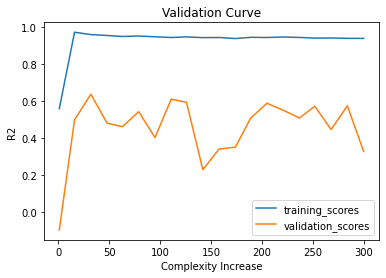 Validation Curve
1.0
0.8
0.6
0.4
0.2
0.0
R2
0
50
100
150
200
250
300
Complexity Increase
training_scores
validation_scores